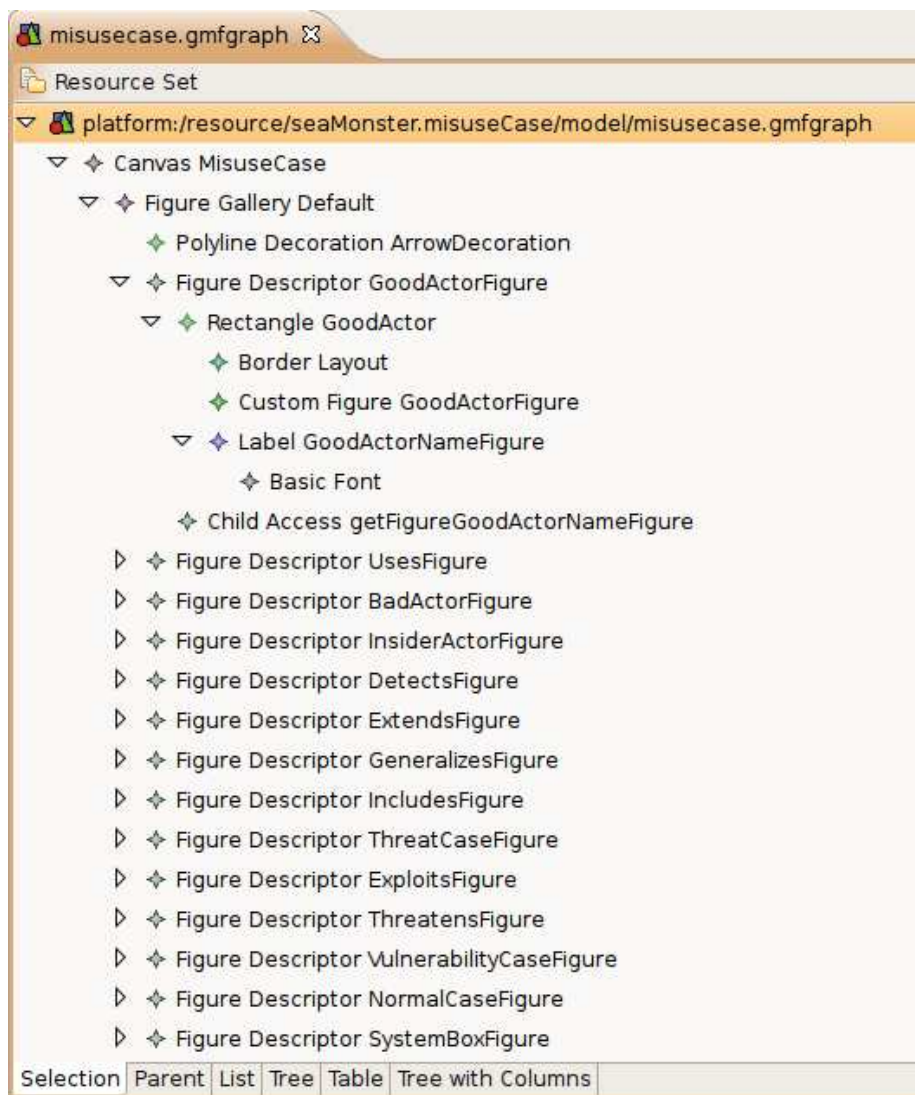 misusecase.gmfgraph
Resource Set
platform:/resource/seaMonster.misuseCase/model/misusecase.gmfgraph
Canvas MisuseCase
Figure Gallery Default
Polyline Decoration ArrowDecoration
Figure Descriptor GoodActorFigure
Rectangle GoodActor
Border Layout
Custom Figure GoodActorFigure
Label GoodActorNameFigure
Basic Font
Child Access getFigureGoodActorNameFigure
Figure Descriptor UsesFigure
Figure Descriptor BadActorFigure
Figure Descriptor InsiderActorFigure
Figure Descriptor DetectsFigure
Figure Descriptor ExtendsFigure
Figure Descriptor GeneralizesFigure
Figure Descriptor IncludesFigure
Figure Descriptor ThreatCaseFigure
Figure Descriptor ExploitsFigure
Figure Descriptor ThreatensFigure
Figure Descriptor VulnerabilityCaseFigure
Figure Descriptor NormalCaseFigure
Figure Descriptor SystemBoxFigure
Selection Parent List Tree Table Tree with Columns